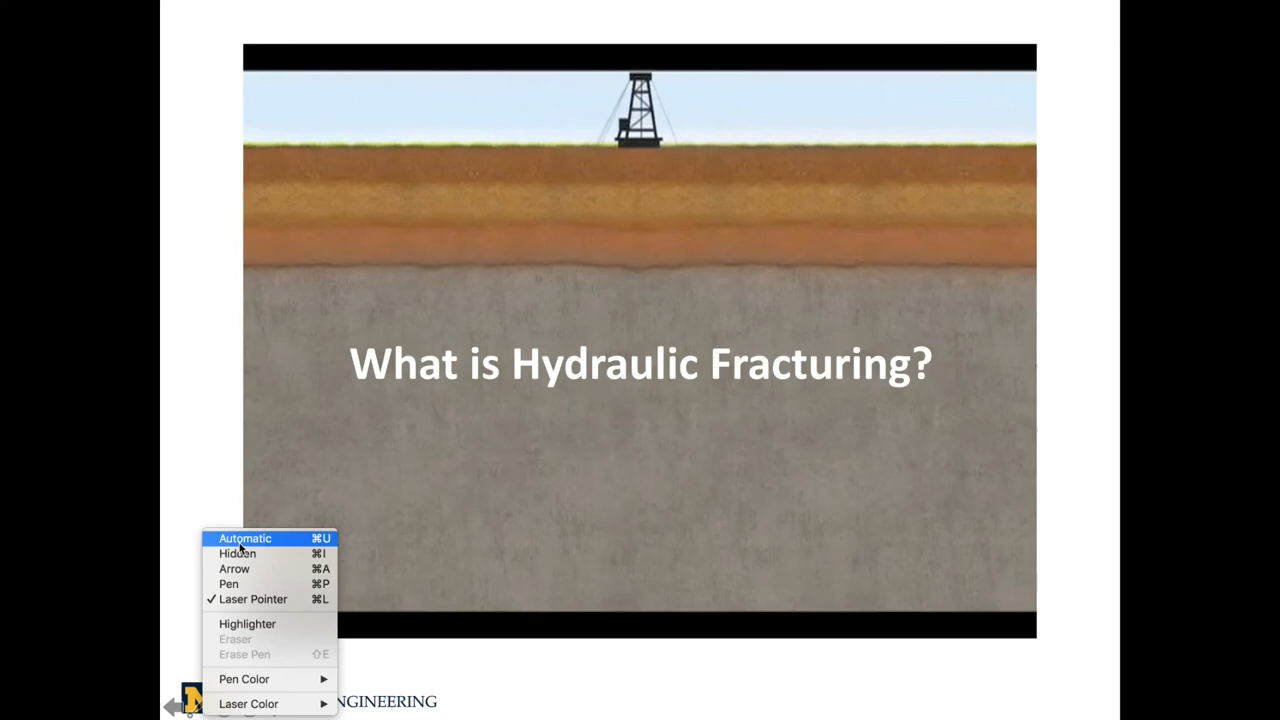 What is Hydraulic Fracturing?
Automatic ⌘U
Hidden ⌘I
Arrow ⌘A
Pen ⌘P
✓ Laser Pointer ⌘L
Highlighter
Eraser
Erase Pen ⇧E
Pen Color ▶
Laser Color ▶
NGINEERING